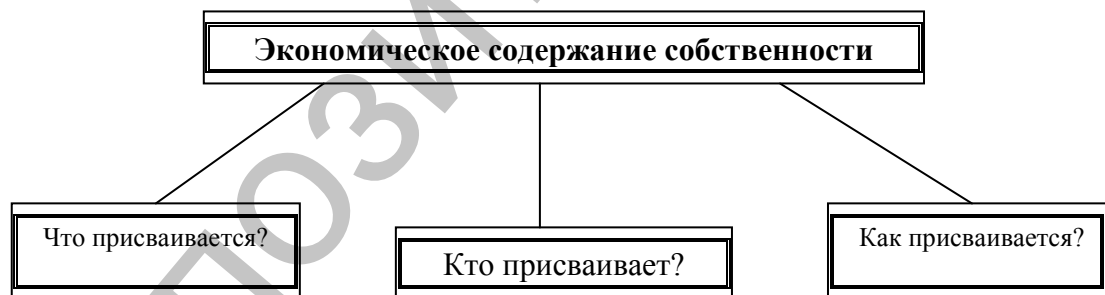 Экономическое содержание собственности
Что присваивается?
Кто присваивает?
Как присваивается?